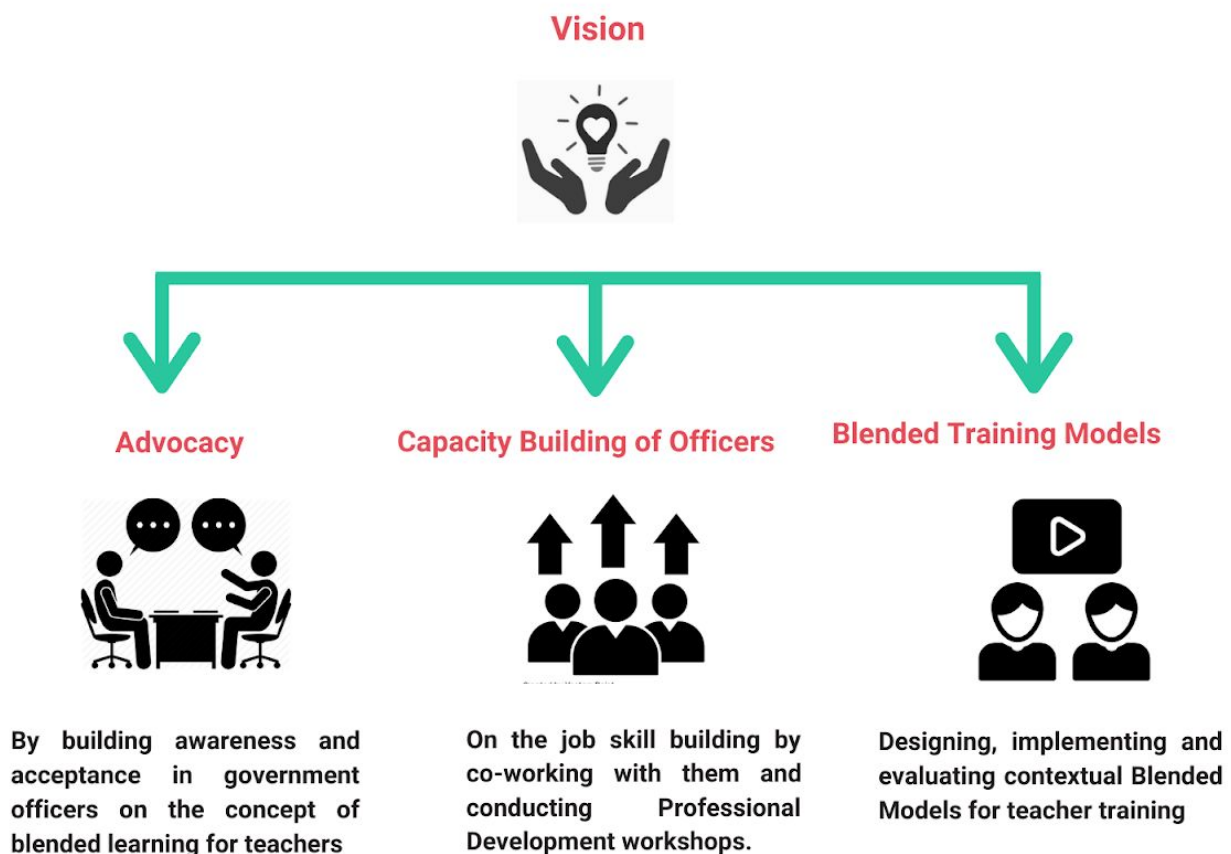 Vision
Advocacy
Capacity Building of Officers
Blended Training Models
By building awareness and
acceptance in government
officers on the concept of
blended learning for teachers
On the job skill building by
co-working with them and
conducting Professional
Development workshops.
Designing, implementing and
evaluating contextual Blended
Models for teacher training